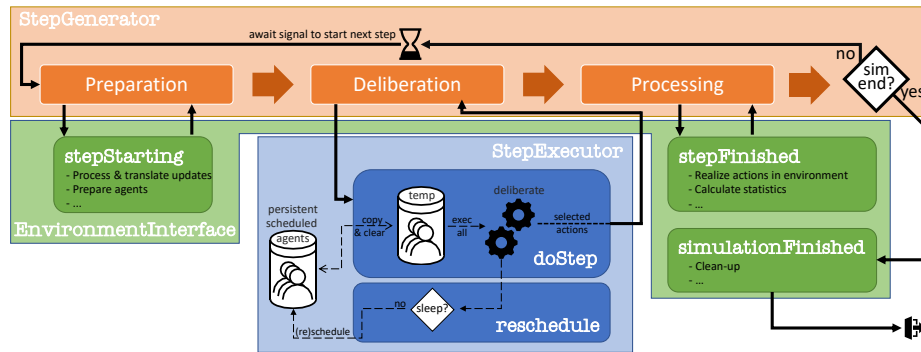 StepGenerator
await signal to start next step
Preparation
Deliberation
Processing
no
sim
end?
yes
stepStarting
- Process & translate updates
- Prepare agents
- ...
EnvironmentInterface
StepExecutor
persistent
scheduled
agents
copy
& clear
temp
exec
all
deliberate
selected
actions
doStep
no
sleep?
(re)schedule
reschedule
stepFinished
- Realize actions in environment
- Calculate statistics
- ...
simulationFinished
- Clean-up
- ...